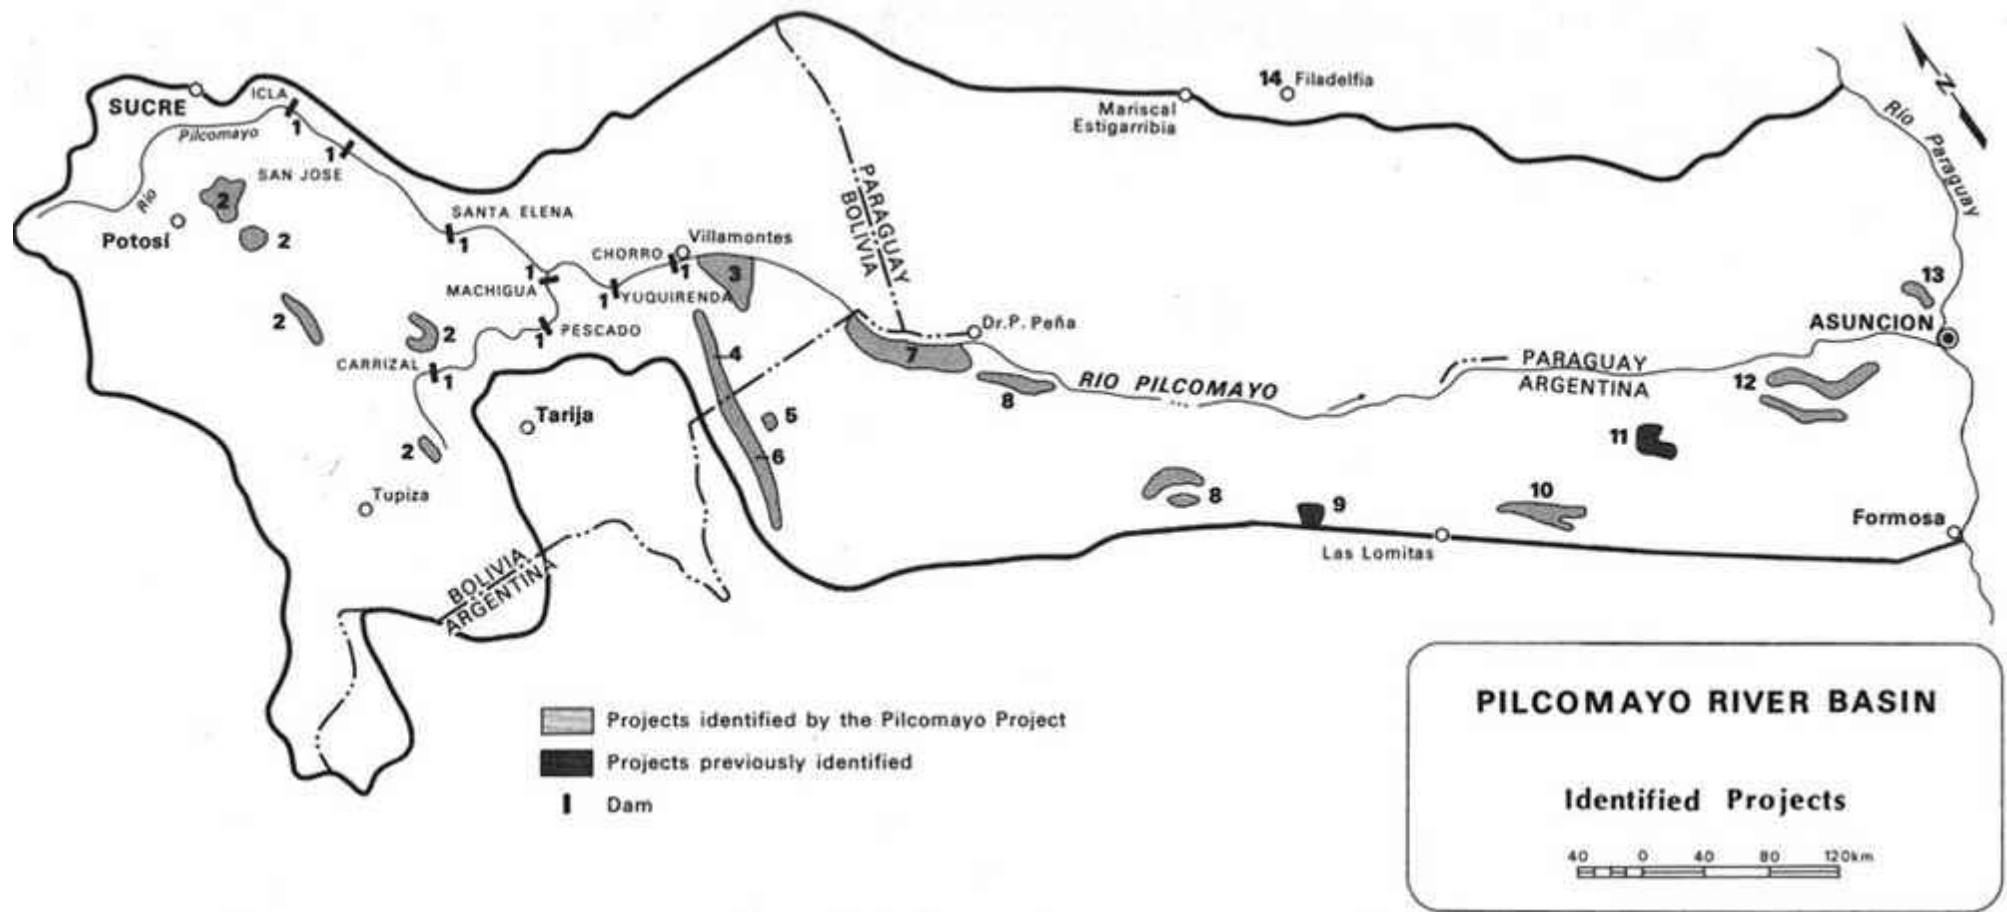 14 Filadelfia
SUCRE
ICLA
1
Mariscal
Estigarribia
Río Paraguay
N
Pilcomayo
Río
1
SAN JOSE
2
PARAGUAY
BOLIVIA
SANTA ELENA
1
Potosí
2
CHORRO
Villamontes
1
3
1
MACHIGUA
1
YUQUIRENDA
13
2
2
1
PESCADO
Dr. P. Peña
ASUNCION
4
7
CARRIZAL
1
PARAGUAY
ARGENTINA
RIO PILCOMAYO
8
12
Tarija
5
11
2
6
Tupiza
8
9
10
Formosa
Las Lomitas
BOLIVIA
ARGENTINA
Projects identified by the Pilcomayo Project
Projects previously identified
Dam
PILCOMAYO RIVER BASIN
Identified Projects
40 0 40 80 120km